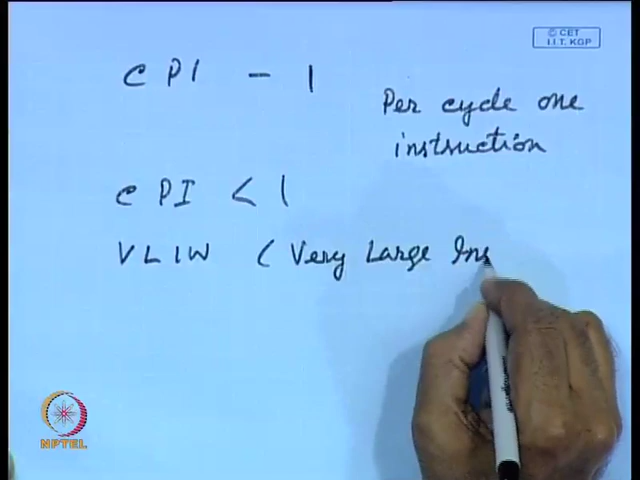 © CET
I.I.T. KGP
CPI – 1
Per cycle one
instruction
CPI < 1
VLIW ( Very Large Ins
NPTEL